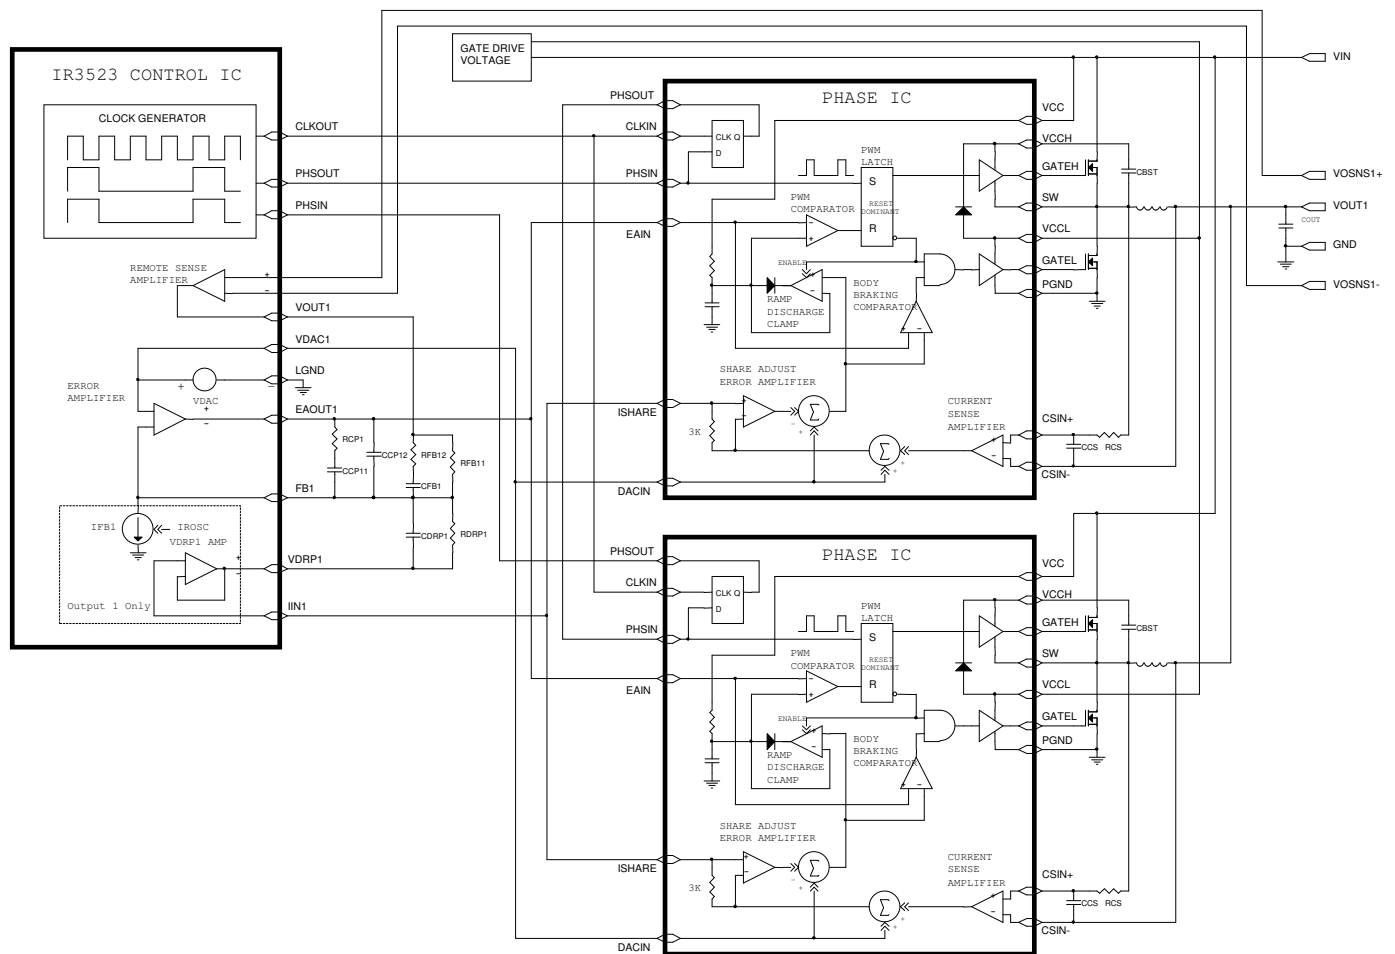 IR3523 CONTROL IC
CLOCK GENERATOR
CLKOUT
PHSOUT
PHSIN
REMOTE SENSE
AMPLIFIER
+
−
VOUT1
VDAC1
LGND
+
−
VDAC
ERROR
AMPLIFIER
+
−
EAOUT1
RCP1
CCP11
CCP12
RFB12
RFB11
CFB1
FB1
IFB1
IROSC
VDRP1 AMP
CDRP1
RDRP1
+
−
VDRP1
Output 1 Only
IIN1
GATE DRIVE
VOLTAGE
VIN
VOSNS1+
VOUT1
COUT
GND
VOSNS1-
PHASE IC
PHSOUT
CLKIN
PHSIN
EAIN
ISHARE
DACIN
CLK Q
D
PWM
LATCH
S
RESET
DOMINANT
R
PWM
COMPARATOR
−
+
ENABLE
+
−
RAMP
DISCHARGE
CLAMP
BODY
BRAKING
COMPARATOR
+
−
SHARE ADJUST
ERROR AMPLIFIER
3K
+
−
Σ
−
+
Σ
+
+
CURRENT
SENSE
AMPLIFIER
+
−
VCC
VCCH
GATEH
CBST
SW
VCCL
GATEL
PGND
CSIN+
CCS
RCS
CSIN-
PHASE IC
PHSOUT
CLKIN
PHSIN
EAIN
ISHARE
DACIN
CLK Q
D
PWM
LATCH
S
RESET
DOMINANT
R
PWM
COMPARATOR
−
+
ENABLE
+
−
RAMP
DISCHARGE
CLAMP
BODY
BRAKING
COMPARATOR
+
−
SHARE ADJUST
ERROR AMPLIFIER
3K
+
−
Σ
−
+
Σ
+
+
CURRENT
SENSE
AMPLIFIER
+
−
VCC
VCCH
GATEH
CBST
SW
VCCL
GATEL
PGND
CSIN+
CCS
RCS
CSIN-